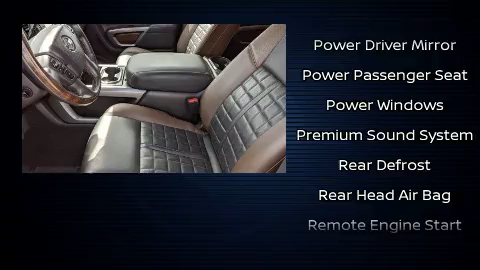 Power Driver Mirror
Power Passenger Seat
Power Windows
Premium Sound System
Rear Defrost
Rear Head Air Bag
Remote Engine Start